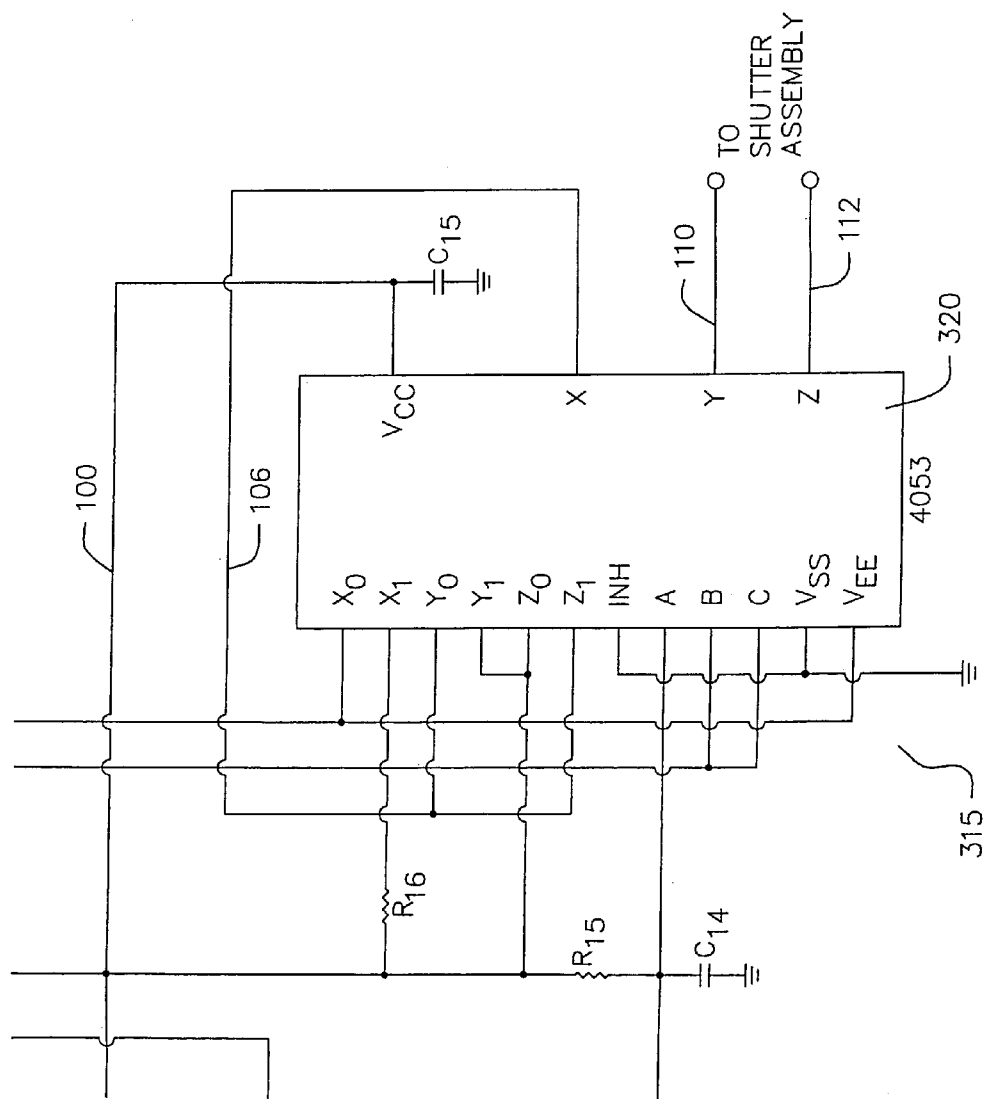 TO
SHUTTER
ASSEMBLY
C15
110
112
100
VCC
106
X
Y
Z
320
X0
X1
Y0
Y1
Z0
Z1
INH
A
B
C
VSS
VEE
4053
R16
R15
C14
315